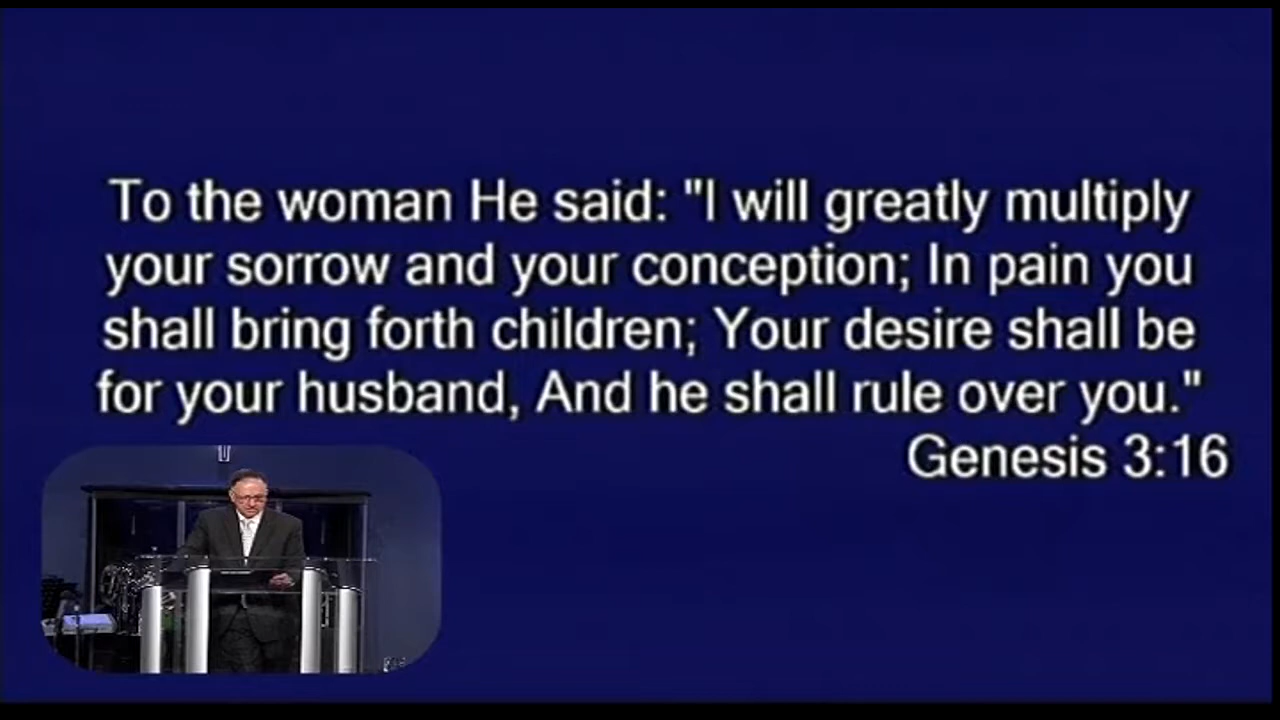 To the woman He said: "I will greatly multiply
your sorrow and your conception; In pain you
shall bring forth children; Your desire shall be
for your husband, And he shall rule over you."
Genesis 3:16